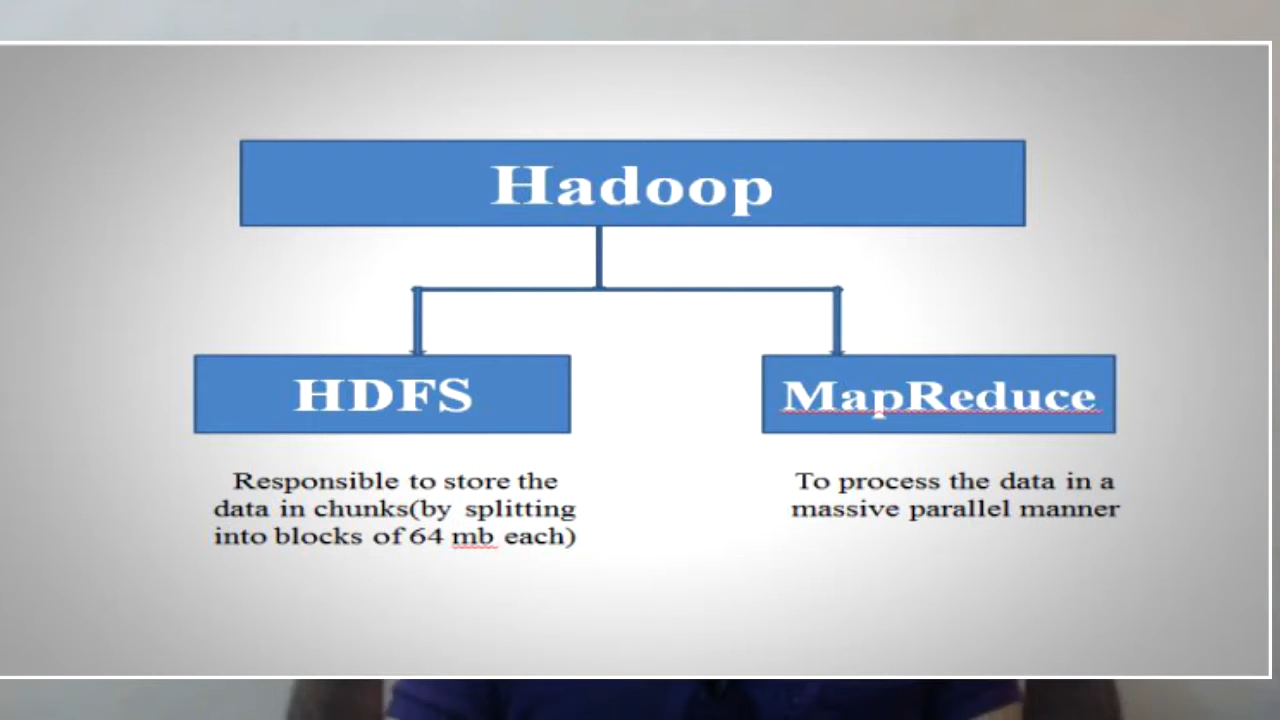 Hadoop
HDFS
MapReduce
Responsible to store the
data in chunks(by splitting
into blocks of 64 mb each)
To process the data in a
massive parallel manner